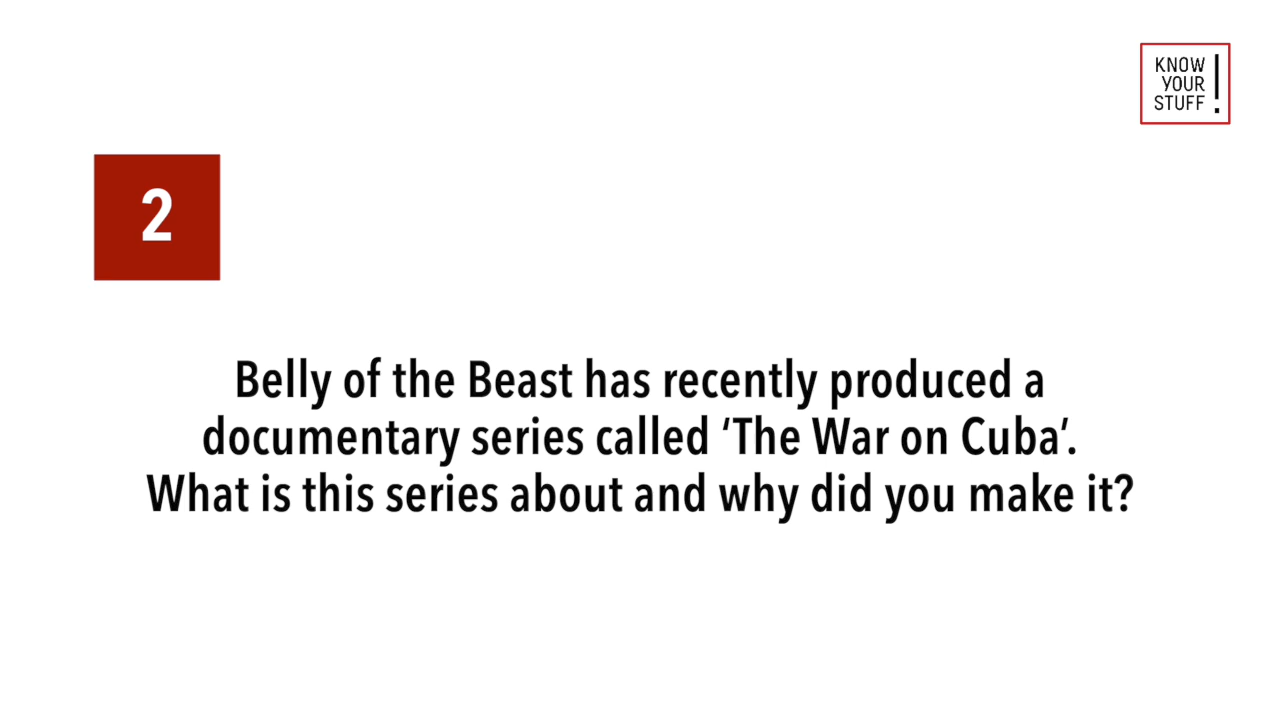 KNOW
YOUR
STUFF !
2
Belly of the Beast has recently produced a
documentary series called ‘The War on Cuba’.
What is this series about and why did you make it?